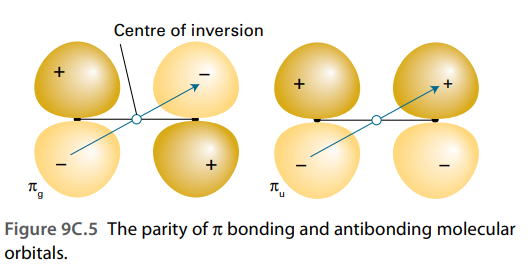 Centre of inversion
+ – + +
– + – –
πg πu
Figure 9C.5 The parity of π bonding and antibonding molecular
orbitals.